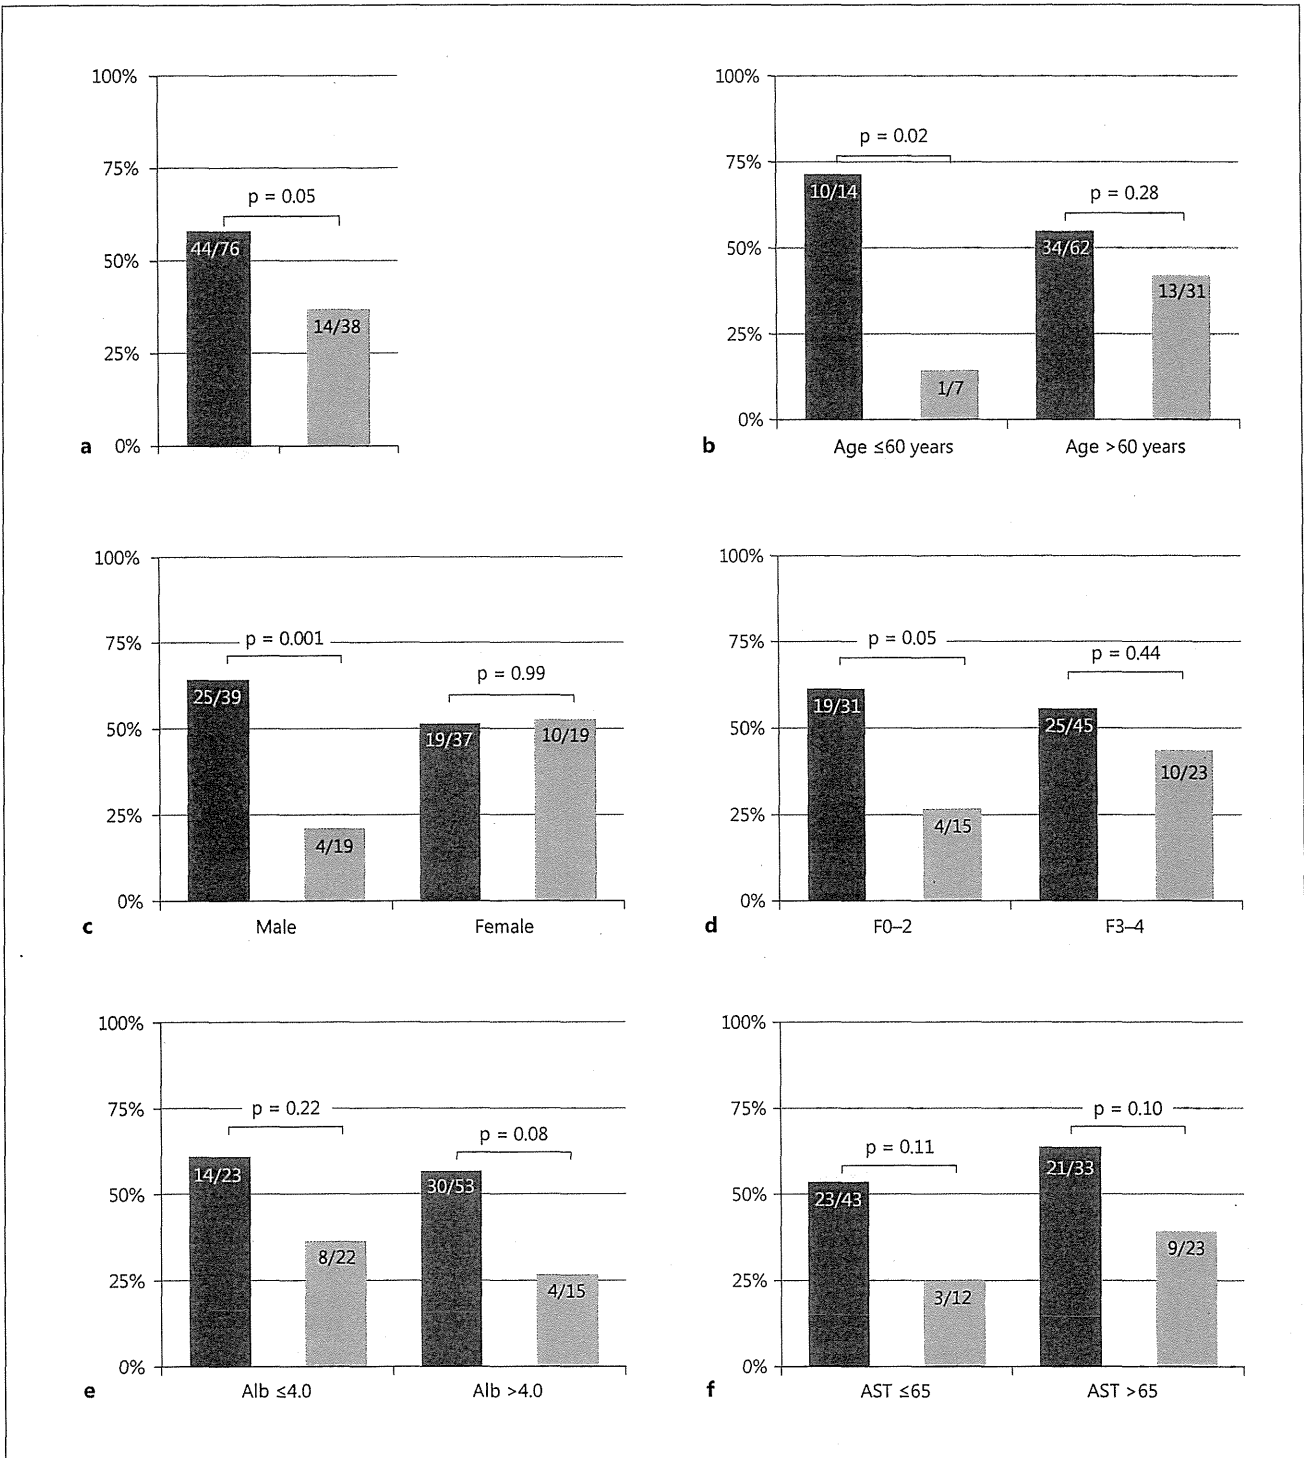 100%
75%
50%
25%
0%
p = 0.05
44/76
14/38
a
100%
75%
50%
25%
0%
p = 0.02
p = 0.28
10/14
1/7
34/62
13/31
Age ≤60 years
Age >60 years
b
100%
75%
50%
25%
0%
p = 0.001
p = 0.99
25/39
4/19
19/37
10/19
Male
Female
c
100%
75%
50%
25%
0%
p = 0.05
p = 0.44
19/31
4/15
25/45
10/23
F0–2
F3–4
d
100%
75%
50%
25%
0%
p = 0.22
p = 0.08
14/23
8/22
30/53
4/15
Alb ≤4.0
Alb >4.0
e
100%
75%
50%
25%
0%
p = 0.11
p = 0.10
23/43
3/12
21/33
9/23
AST ≤65
AST >65
f